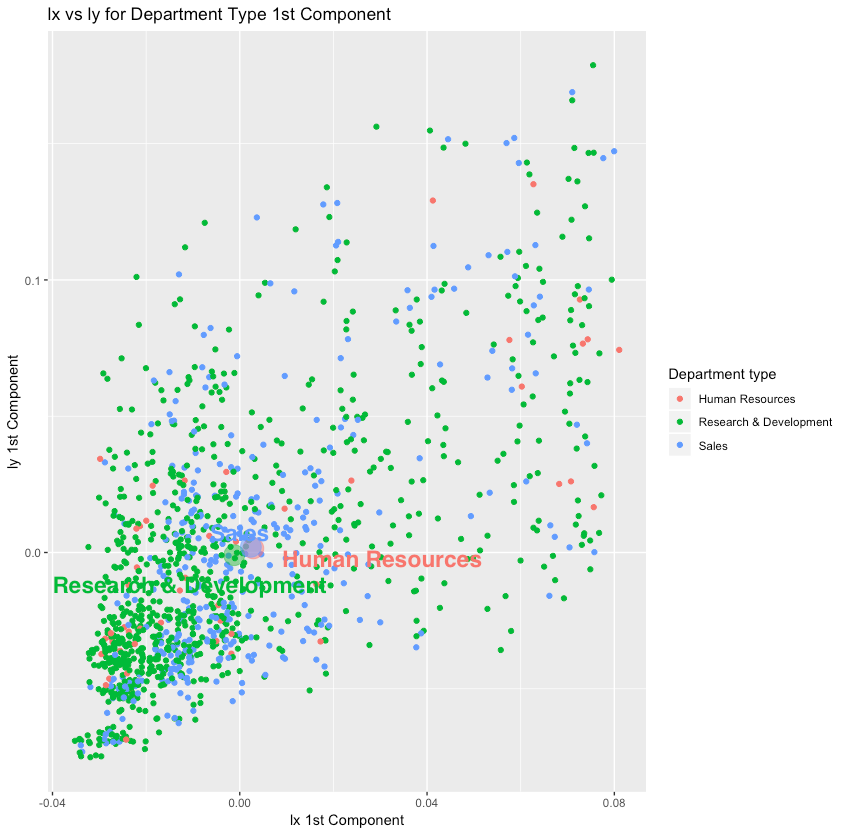 lx vs ly for Department Type 1st Component
ly 1st Component
0.1
0.0
Sales
Human Resources
Research & Development
-0.04
0.00
0.04
0.08
lx 1st Component
Department type
Human Resources
Research & Development
Sales